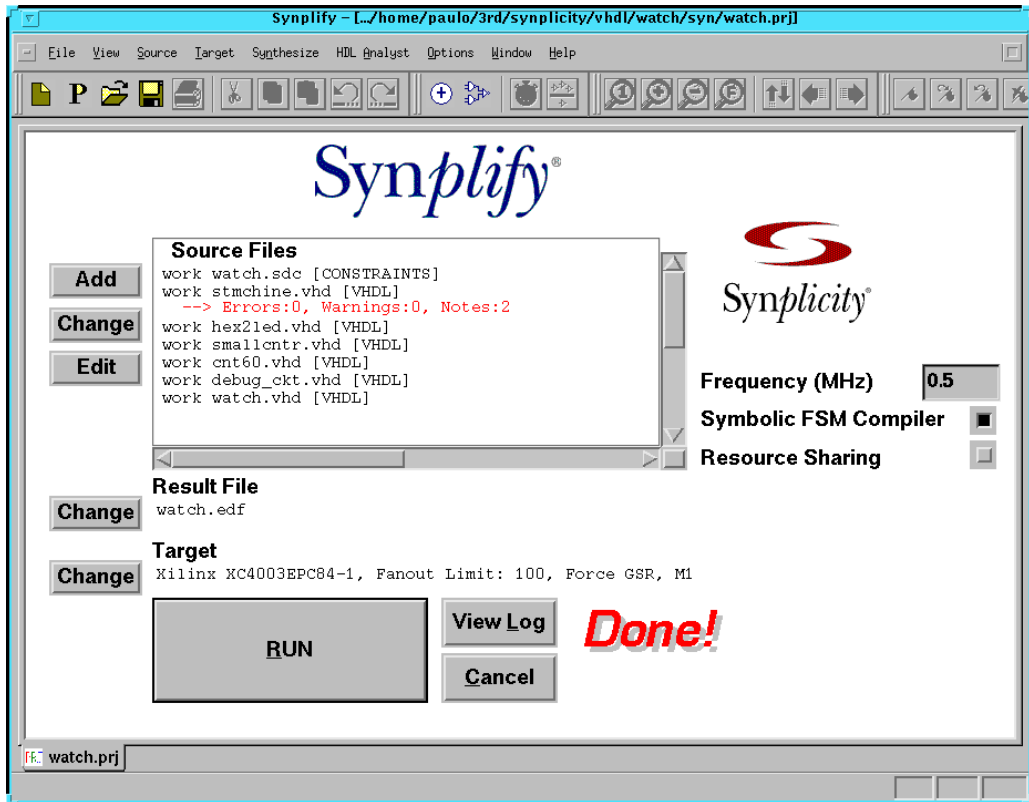 Synplify – [.../home/paulo/3rd/synplicity/vhdl/watch/syn/watch.prj]
File View Source Target Synthesize HDL Analyst Options Window Help
P
1
F
Synplify®
Source Files
Add
work watch.sdc [CONSTRAINTS]
work stmchine.vhd [VHDL]
--> Errors:0, Warnings:0, Notes:2
Change
work hex2led.vhd [VHDL]
work smallcntr.vhd [VHDL]
Edit
work cnt60.vhd [VHDL]
work debug_ckt.vhd [VHDL]
work watch.vhd [VHDL]
Synplicity®
Frequency (MHz) 0.5
Symbolic FSM Compiler
Resource Sharing
Result File
Change
watch.edf
Target
Change
Xilinx XC4003EPC84-1, Fanout Limit: 100, Force GSR, M1
RUN
View Log
Cancel
Done!
watch.prj